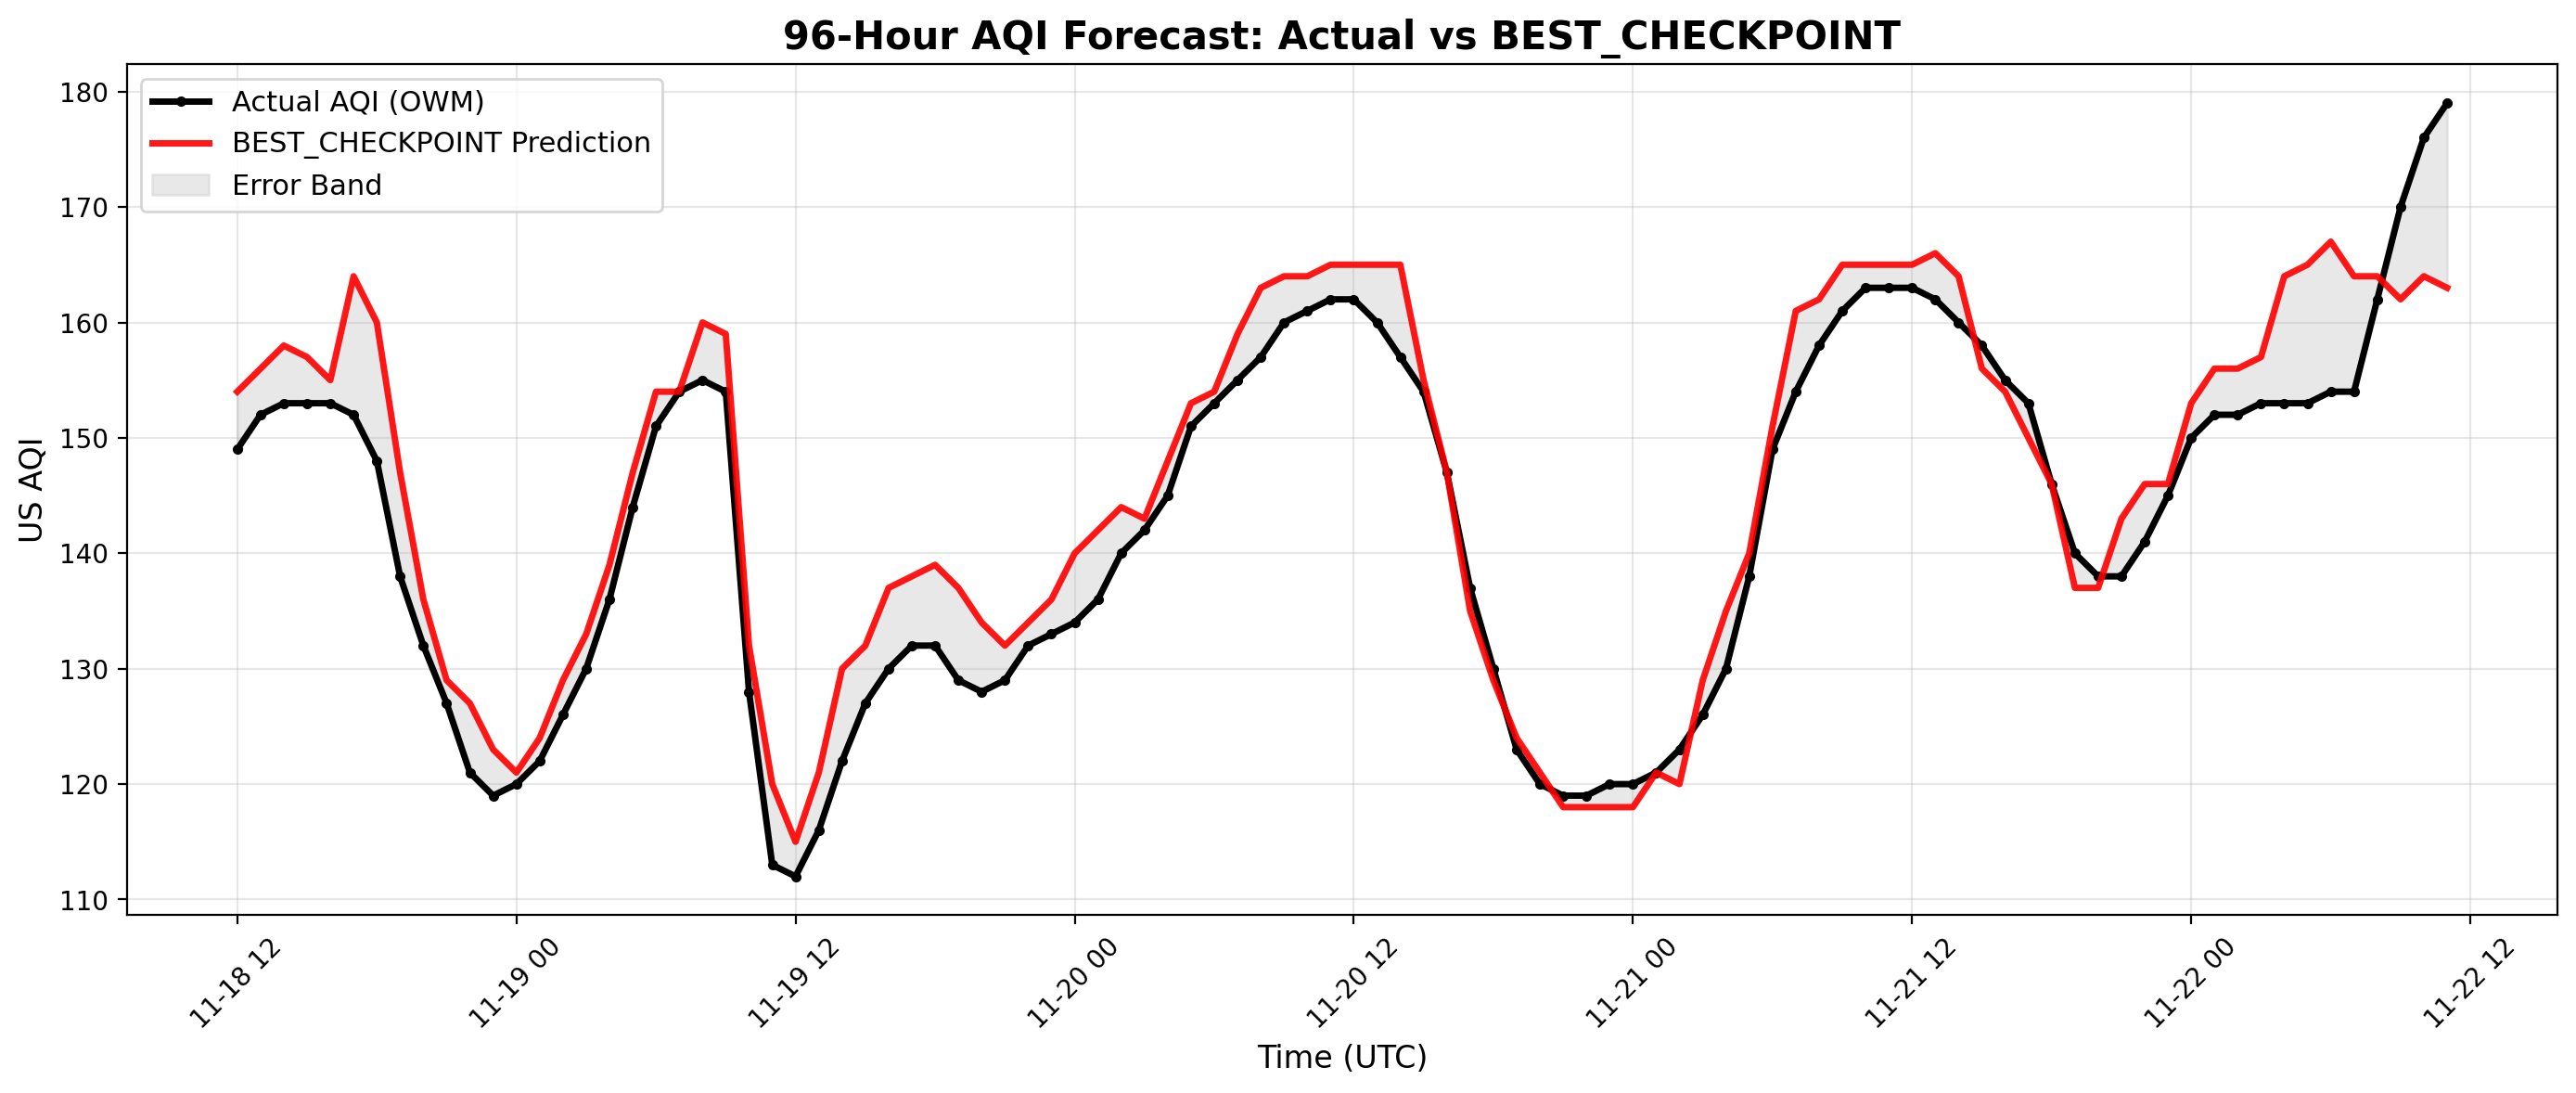 96-Hour AQI Forecast: Actual vs BEST_CHECKPOINT
Actual AQI (OWM)
BEST_CHECKPOINT Prediction
Error Band
US AQI
180
170
160
150
140
130
120
110
11-18 12
11-19 00
11-19 12
11-20 00
11-20 12
11-21 00
11-21 12
11-22 00
11-22 12
Time (UTC)